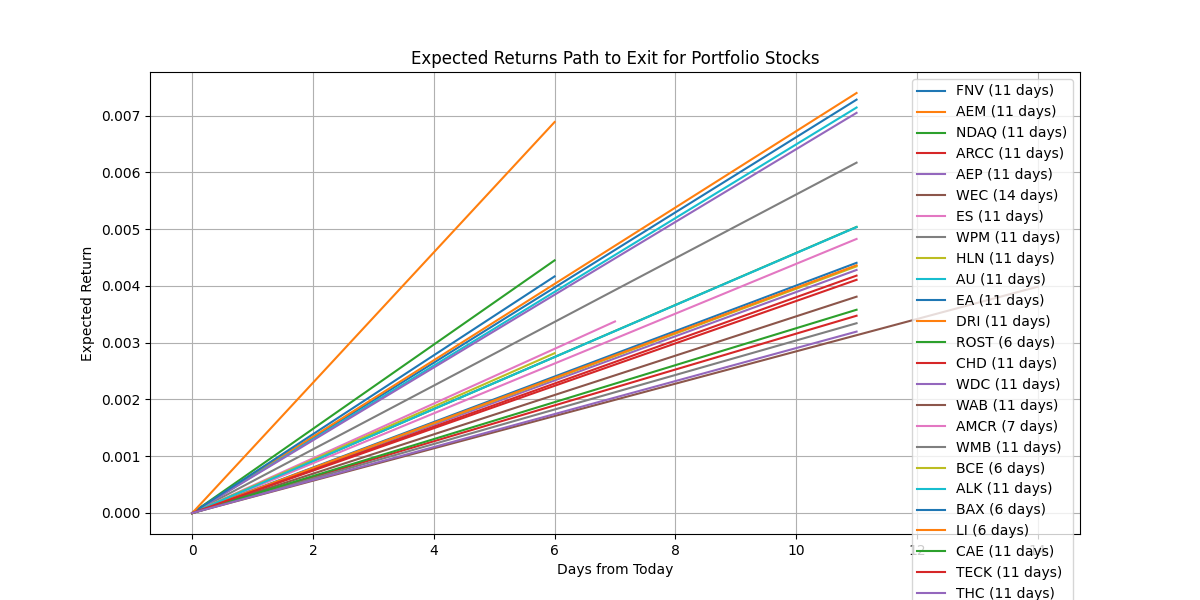 Expected Returns Path to Exit for Portfolio Stocks
Expected Return
0.007
0.006
0.005
0.004
0.003
0.002
0.001
0.000
0 2 4 6 8 10 12
Days from Today
FNV (11 days)
AEM (11 days)
NDAQ (11 days)
ARCC (11 days)
AEP (11 days)
WEC (14 days)
ES (11 days)
WPM (11 days)
HLN (11 days)
AU (11 days)
EA (11 days)
DRI (11 days)
ROST (6 days)
CHD (11 days)
WDC (11 days)
WAB (11 days)
AMCR (7 days)
WMB (11 days)
BCE (6 days)
ALK (11 days)
BAX (6 days)
LI (6 days)
CAE (11 days)
TECK (11 days)
THC (11 days)